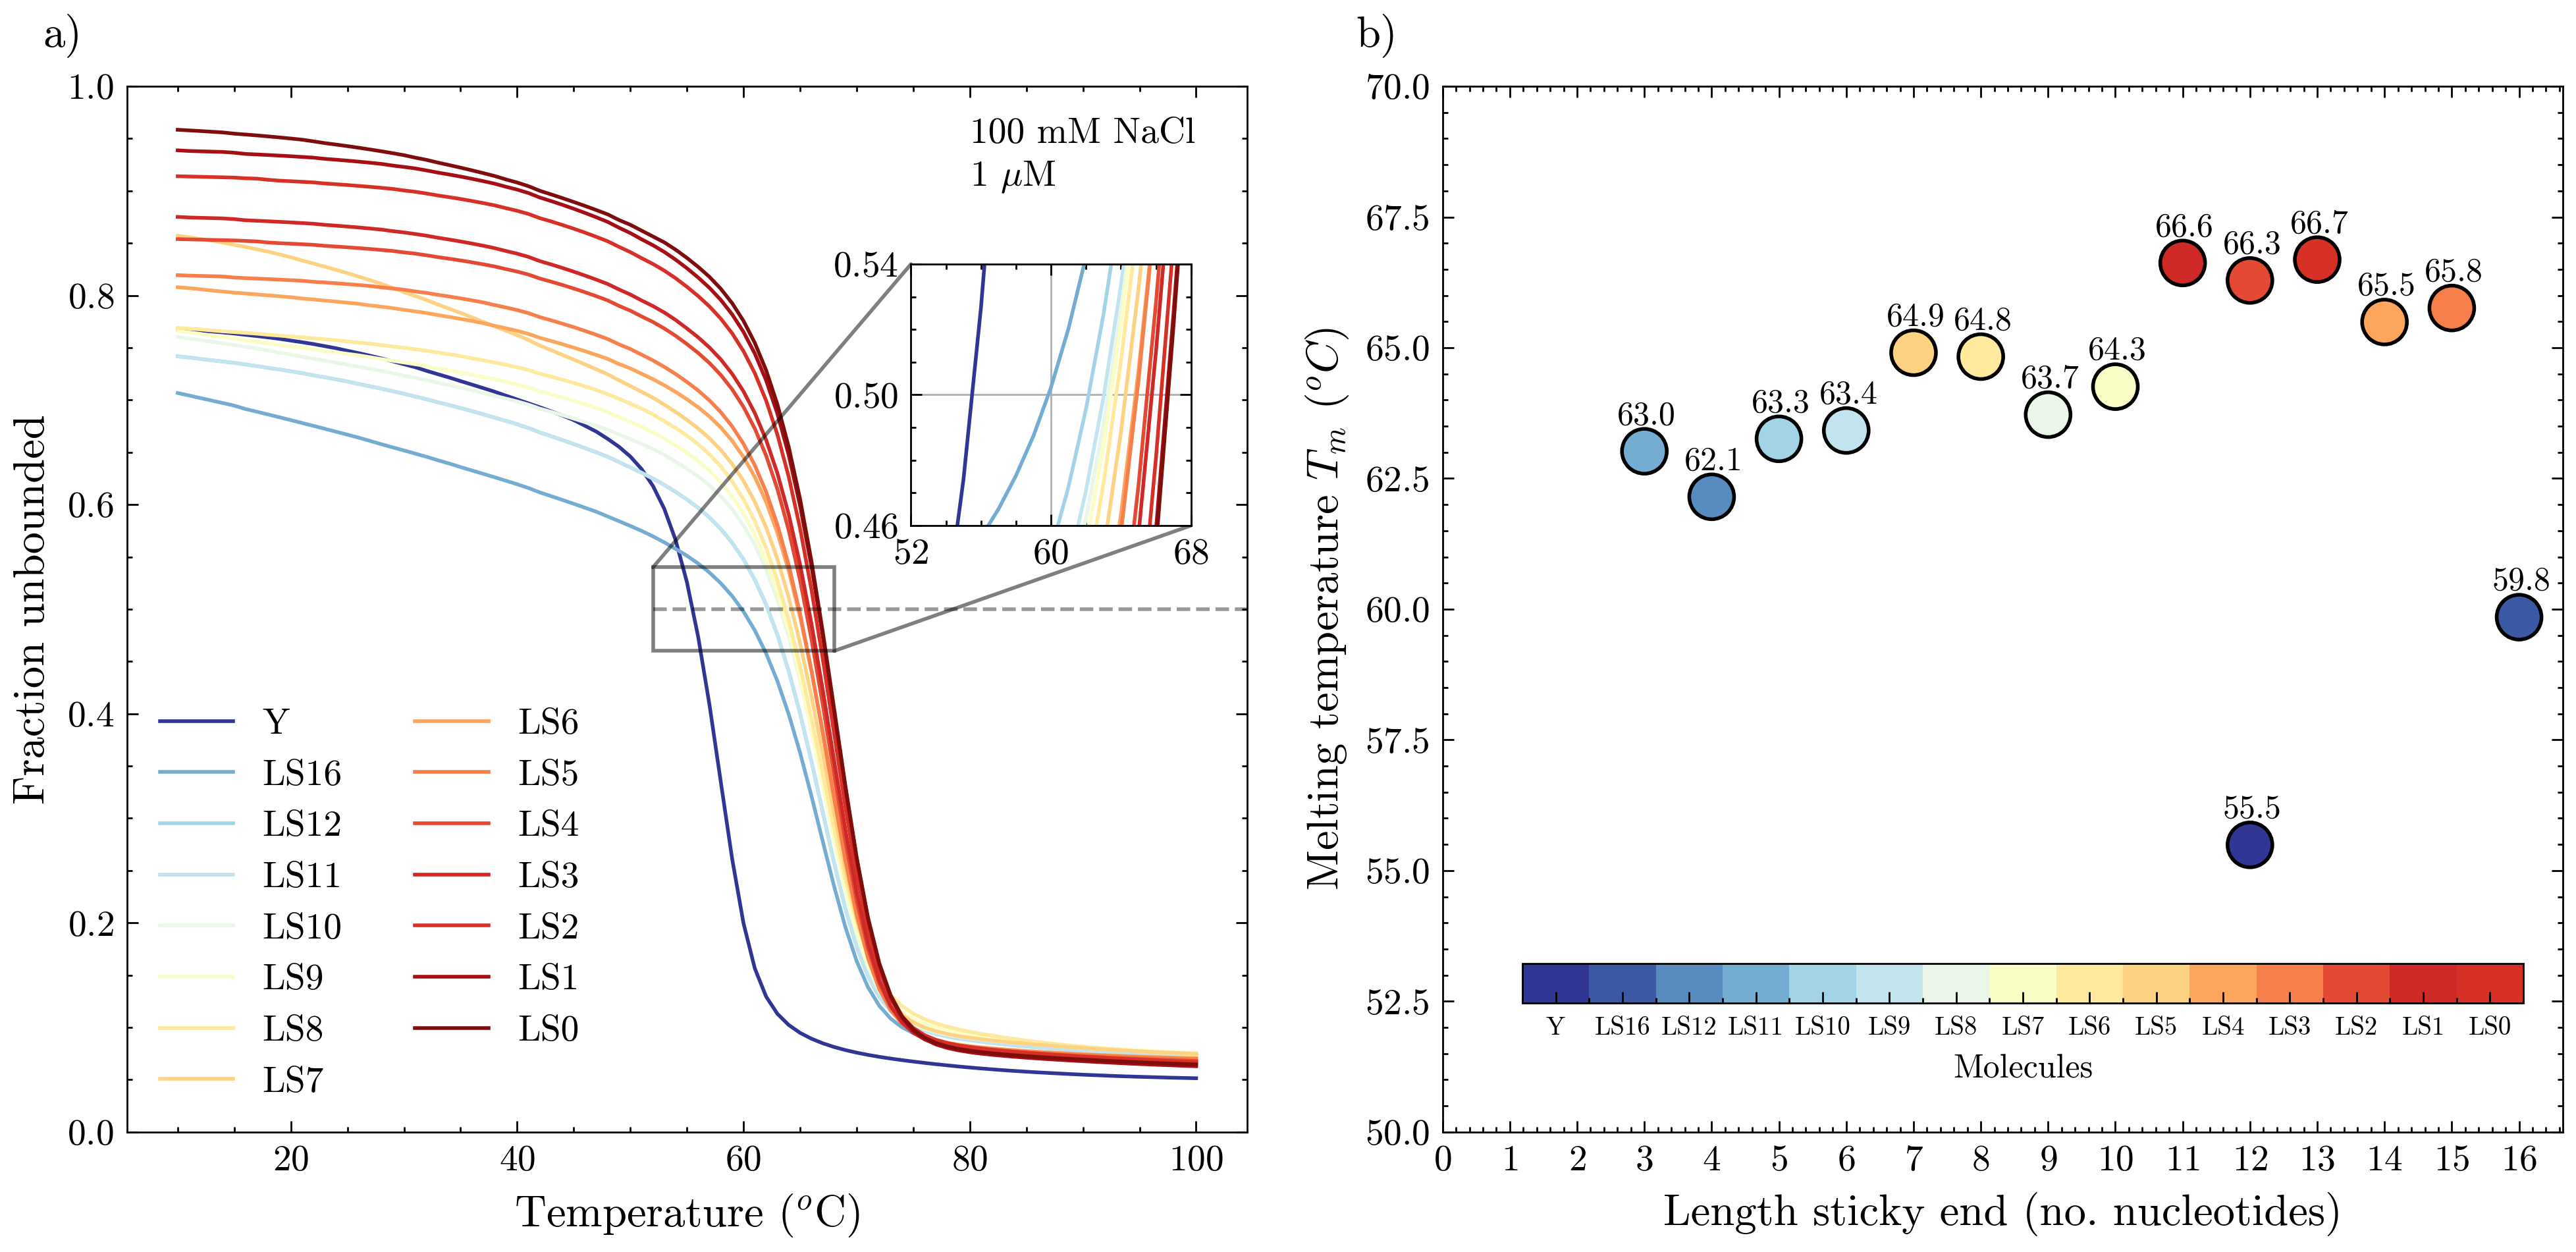 a)
Fraction unbounded
1.0
0.8
0.6
0.4
0.2
0.0
100 mM NaCl
1 μM
0.54
0.50
0.46
52 60 68
Y
LS16
LS12
LS11
LS10
LS9
LS8
LS7
LS6
LS5
LS4
LS3
LS2
LS1
LS0
20 40 60 80 100
Temperature (°C)
b)
Melting temperature Tm (°C)
70.0
67.5
65.0
62.5
60.0
57.5
55.0
52.5
50.0
63.0
62.1
63.3
63.4
64.9
64.8
63.7
64.3
66.6
66.3
66.7
65.5
65.8
59.8
55.5
Y LS16 LS12 LS11 LS10 LS9 LS8 LS7 LS6 LS5 LS4 LS3 LS2 LS1 LS0
Molecules
0 1 2 3 4 5 6 7 8 9 10 11 12 13 14 15 16
Length sticky end (no. nucleotides)